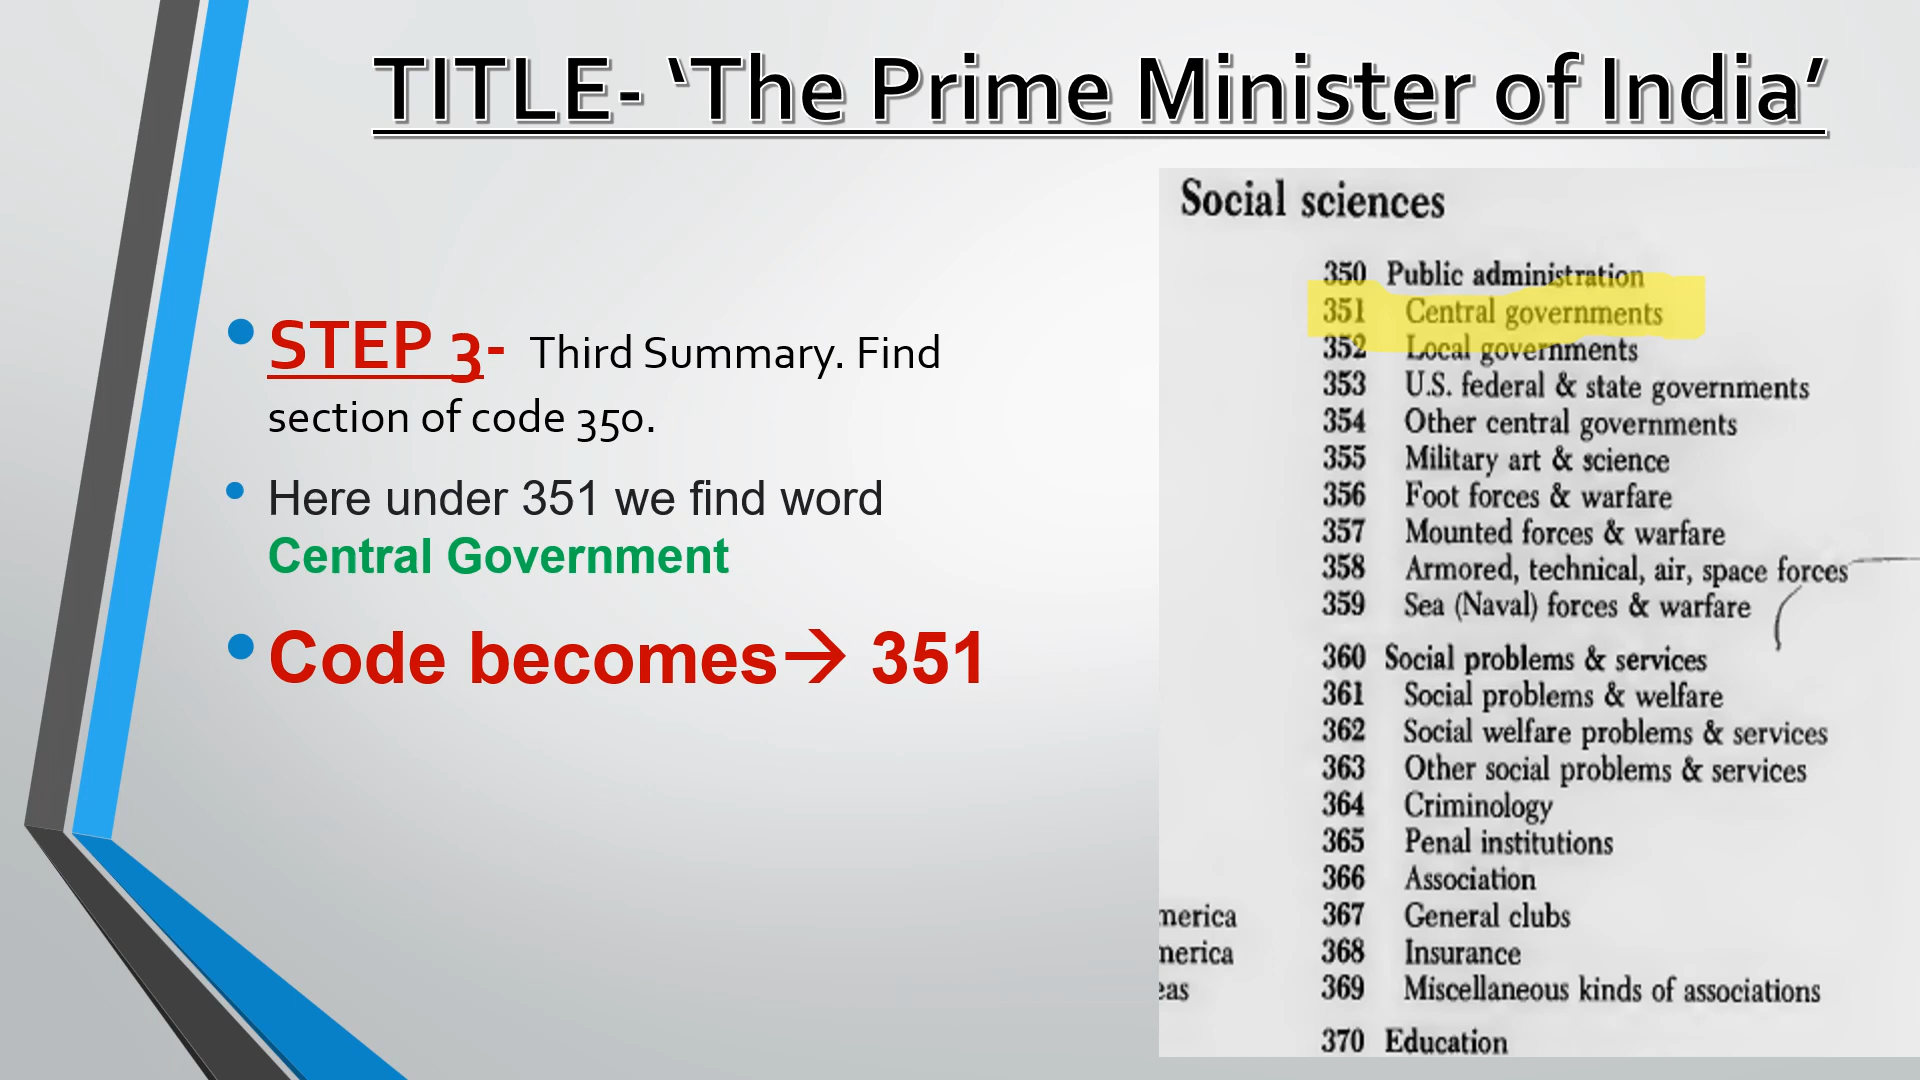 TITLE- ‘The Prime Minister of India’
• STEP 3- Third Summary. Find
section of code 350.
• Here under 351 we find word
Central Government
• Code becomes→ 351
Social sciences
350 Public administration
351 Central governments
352 Local governments
353 U.S. federal & state governments
354 Other central governments
355 Military art & science
356 Foot forces & warfare
357 Mounted forces & warfare
358 Armored, technical, air, space forces
359 Sea (Naval) forces & warfare
360 Social problems & services
361 Social problems & welfare
362 Social welfare problems & services
363 Other social problems & services
364 Criminology
365 Penal institutions
366 Association
367 General clubs
368 Insurance
369 Miscellaneous kinds of associations
370 Education